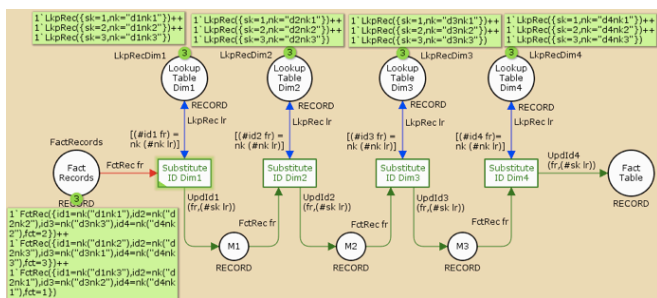 1`LkpRec({sk=1,nk="d1nk1"})++
1`LkpRec({sk=2,nk="d1nk2"})++
1`LkpRec({sk=3,nk="d1nk3"})
1`LkpRec({sk=1,nk="d2nk1"})++
1`LkpRec({sk=2,nk="d2nk2"})++
1`LkpRec({sk=3,nk="d2nk3"})
1`LkpRec({sk=1,nk="d3nk1"})++
1`LkpRec({sk=2,nk="d3nk2"})++
1`LkpRec({sk=3,nk="d3nk3"})
1`LkpRec({sk=1,nk="d4nk1"})++
1`LkpRec({sk=2,nk="d4nk2"})++
1`LkpRec({sk=3,nk="d4nk3"})
LkpRecDim1
3
LkpRecDim2
3
3
LkpRecDim3
3
LkpRecDim4
Lookup
Table
Dim1
Lookup
Table
Dim2
Lookup
Table
Dim3
Lookup
Table
Dim4
RECORD
RECORD
RECORD
RECORD
LkpRec lr
LkpRec lr
LkpRec lr
LkpRec lr
[(#id1 fr) =
nk (#nk lr)]
[(#id2 fr) =
nk (#nk lr)]
[(#id3 fr) =
nk (#nk lr)]
[(#id4 fr) =
nk (#nk lr)]
FactRecords
Fact
Records
3
RECORD
FctRec fr
Substitute
ID Dim1
Substitute
ID Dim2
Substitute
ID Dim3
Substitute
ID Dim4
UpdId4
(fr,(#sk lr))
Fact
Table
RECORD
UpdId1
(fr,(#sk lr))
UpdId2
(fr,(#sk lr))
UpdId3
(fr,(#sk lr))
FctRec fr
FctRec fr
FctRec fr
M1
M2
M3
RECORD
RECORD
RECORD
1`FctRec({id1=nk("d1nk1"),id2=nk("d
2nk2"),id3=nk("d3nk3"),id4=nk("d4nk
2"),fct=2})++
1`FctRec({id1=nk("d1nk2"),id2=nk("d
2nk3"),id3=nk("d3nk1"),id4=nk("d4nk
3"),fct=3})++
1`FctRec({id1=nk("d1nk3"),id2=nk("d
2nk1"),id3=nk("d3nk2"),id4=nk("d4nk
1"),fct=1})